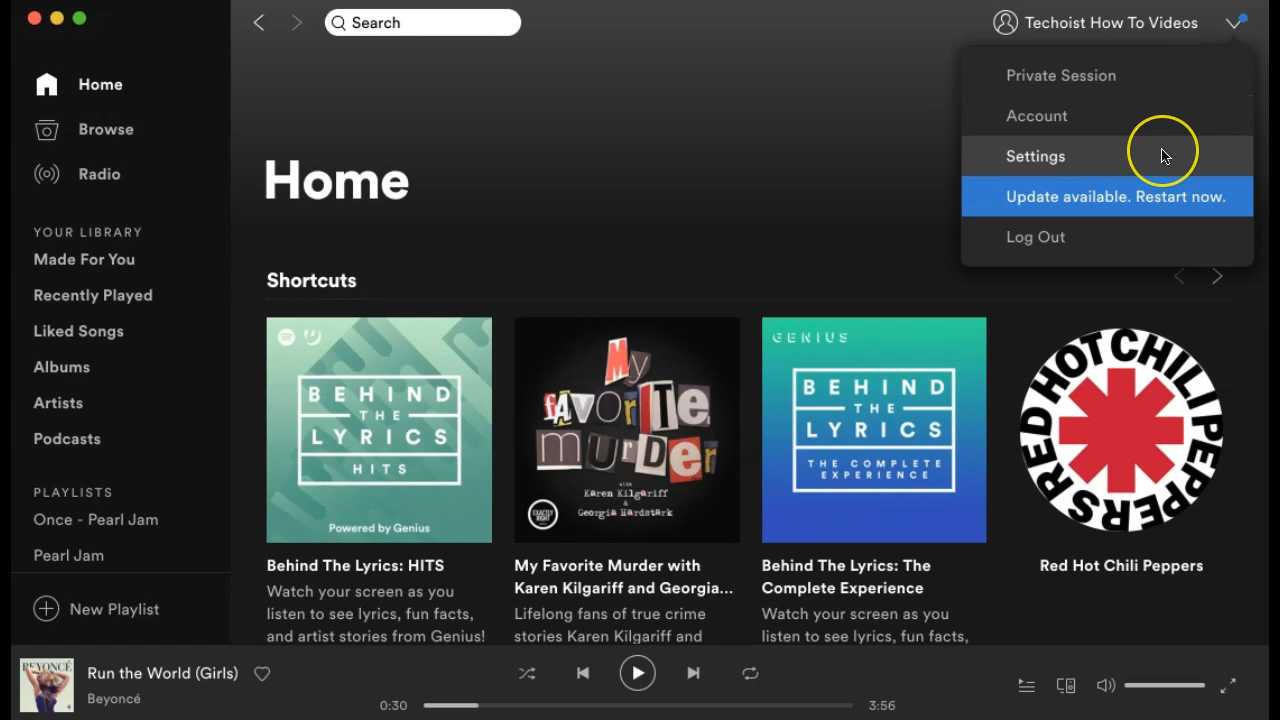 Search
Techoist How To Videos
Home
Browse
Radio
YOUR LIBRARY
Made For You
Recently Played
Liked Songs
Albums
Artists
Podcasts
PLAYLISTS
Once - Pearl Jam
Pearl Jam
New Playlist
Private Session
Account
Settings
Update available. Restart now.
Log Out
Home
Shortcuts
BEHIND
THE
LYRICS
HITS
Powered by Genius
Behind The Lyrics: HITS
Watch your screen as you
listen to see lyrics, fun facts,
and artist stories from Genius!
My
fAVoRITe
muRDer
with
Karen Kilgariff
&
Georgia Hardstark
EXACTLY
RIGHT
My Favorite Murder with
Karen Kilgariff and Georgia...
Lifelong fans of true crime
stories Karen Kilgariff and
GENIUS
BEHIND
THE
LYRICS
THE COMPLETE
EXPERIENCE
Behind The Lyrics: The
Complete Experience
Watch your screen as you
listen to see lyrics, fun facts,
RED HOT CHILI PEPPERS
Red Hot Chili Peppers
BEYONCÉ
4
Run the World (Girls)
Beyoncé
0:30
3:56